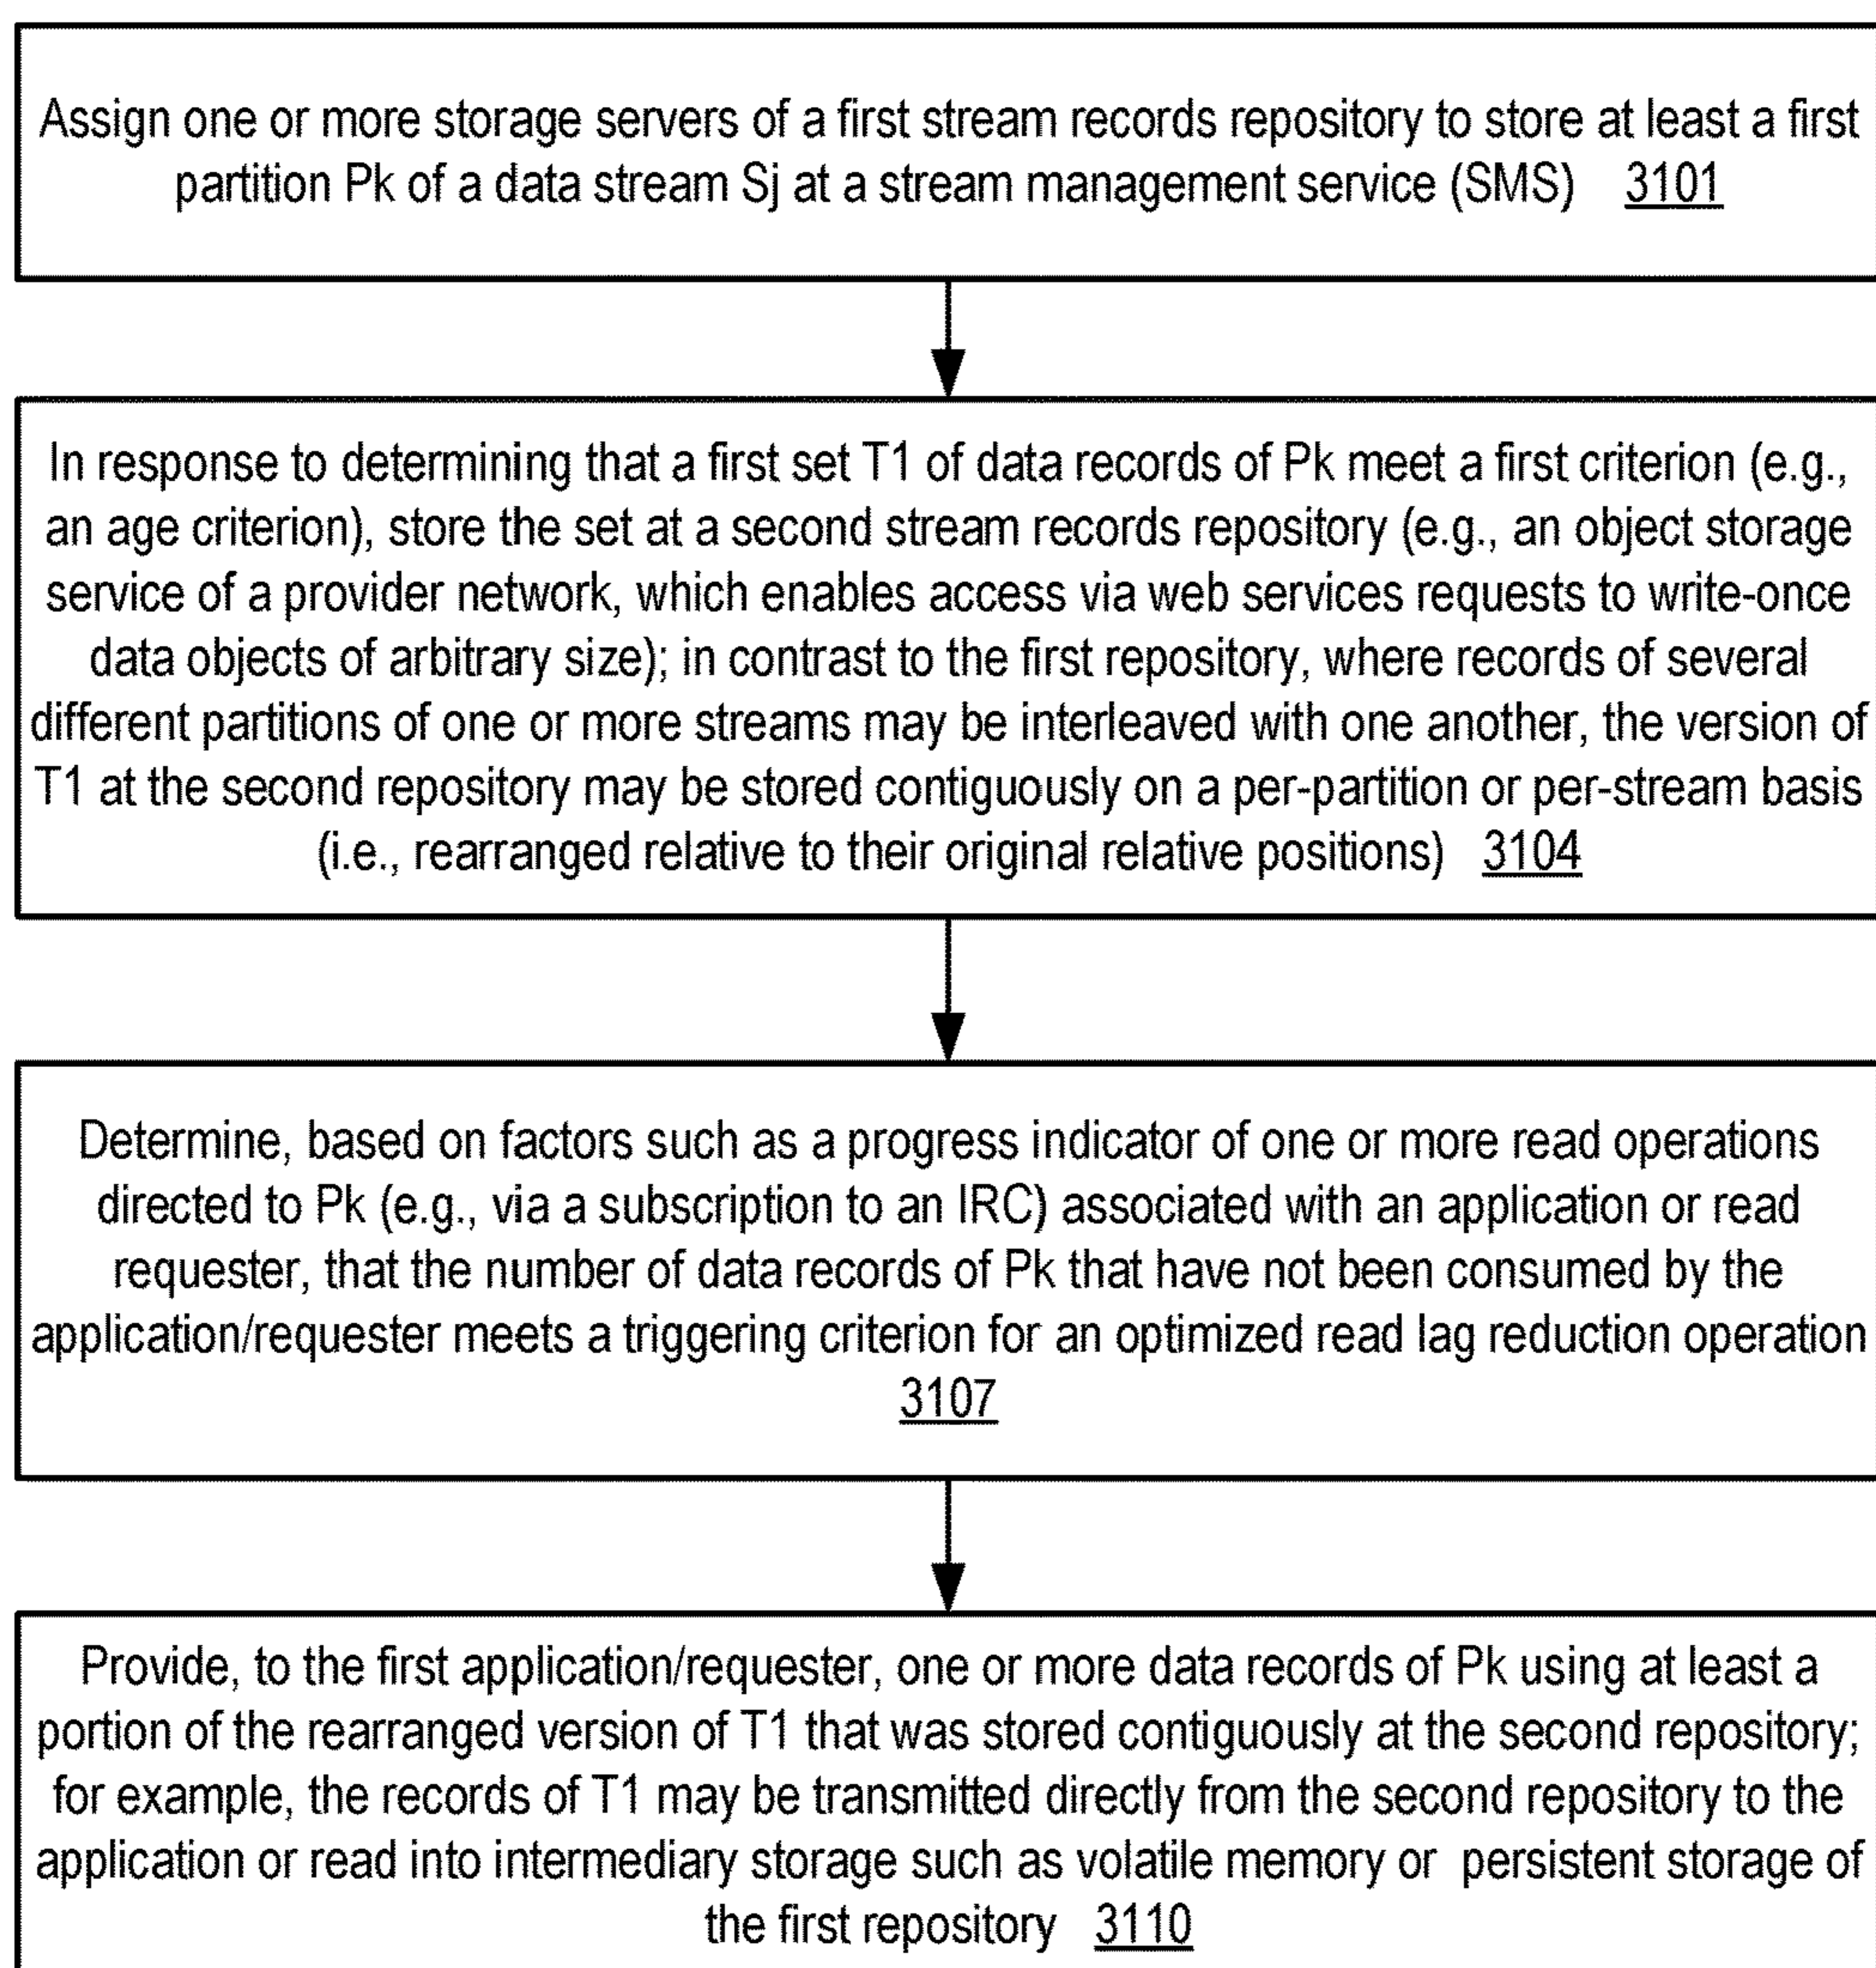 Assign one or more storage servers of a first stream records repository to store at least a first
partition Pk of a data stream Sj at a stream management service (SMS) 3101
In response to determining that a first set T1 of data records of Pk meet a first criterion (e.g.,
an age criterion), store the set at a second stream records repository (e.g., an object storage
service of a provider network, which enables access via web services requests to write-once
data objects of arbitrary size); in contrast to the first repository, where records of several
different partitions of one or more streams may be interleaved with one another, the version of
T1 at the second repository may be stored contiguously on a per-partition or per-stream basis
(i.e., rearranged relative to their original relative positions) 3104
Determine, based on factors such as a progress indicator of one or more read operations
directed to Pk (e.g., via a subscription to an IRC) associated with an application or read
requester, that the number of data records of Pk that have not been consumed by the
application/requester meets a triggering criterion for an optimized read lag reduction operation
3107
Provide, to the first application/requester, one or more data records of Pk using at least a
portion of the rearranged version of T1 that was stored contiguously at the second repository;
for example, the records of T1 may be transmitted directly from the second repository to the
application or read into intermediary storage such as volatile memory or persistent storage of
the first repository 3110